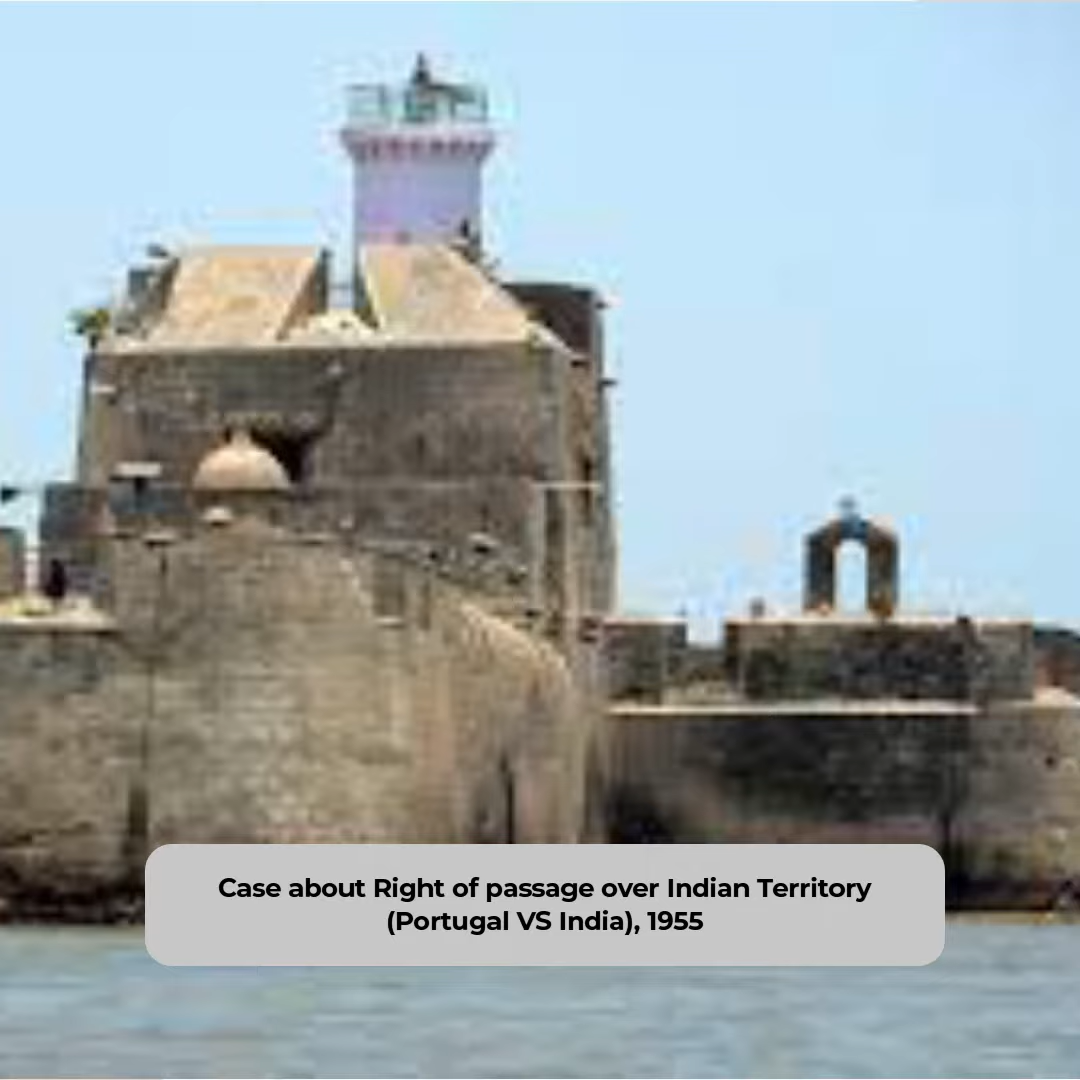 Case about Right of passage over Indian Territory
(Portugal VS India), 1955